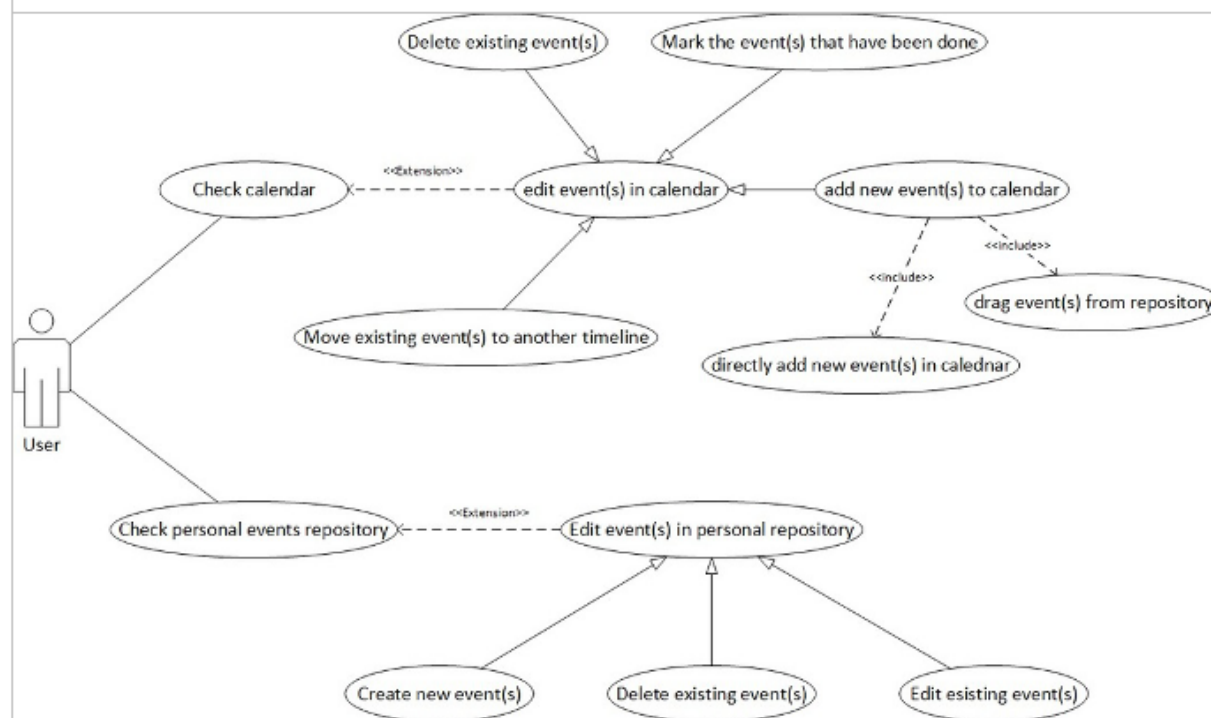 Delete existing event(s)
Mark the event(s) that have been done
Check calendar
<<Extension>>
edit event(s) in calendar
add new event(s) to calendar
<<include>>
<<include>>
drag event(s) from repository
Move existing event(s) to another timeline
directly add new event(s) in calednar
User
Check personal events repository
<<Extension>>
Edit event(s) in personal repository
Create new event(s)
Delete existing event(s)
Edit esisting event(s)